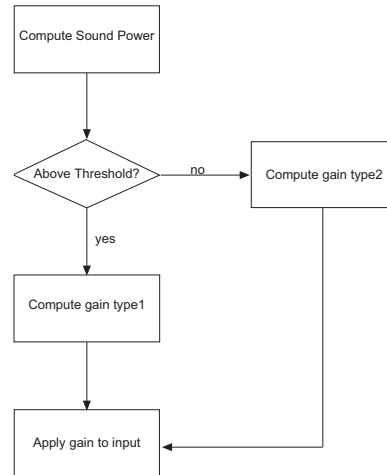 Compute Sound Power
Above Threshold?
no
Compute gain type2
yes
Compute gain type1
Apply gain to input